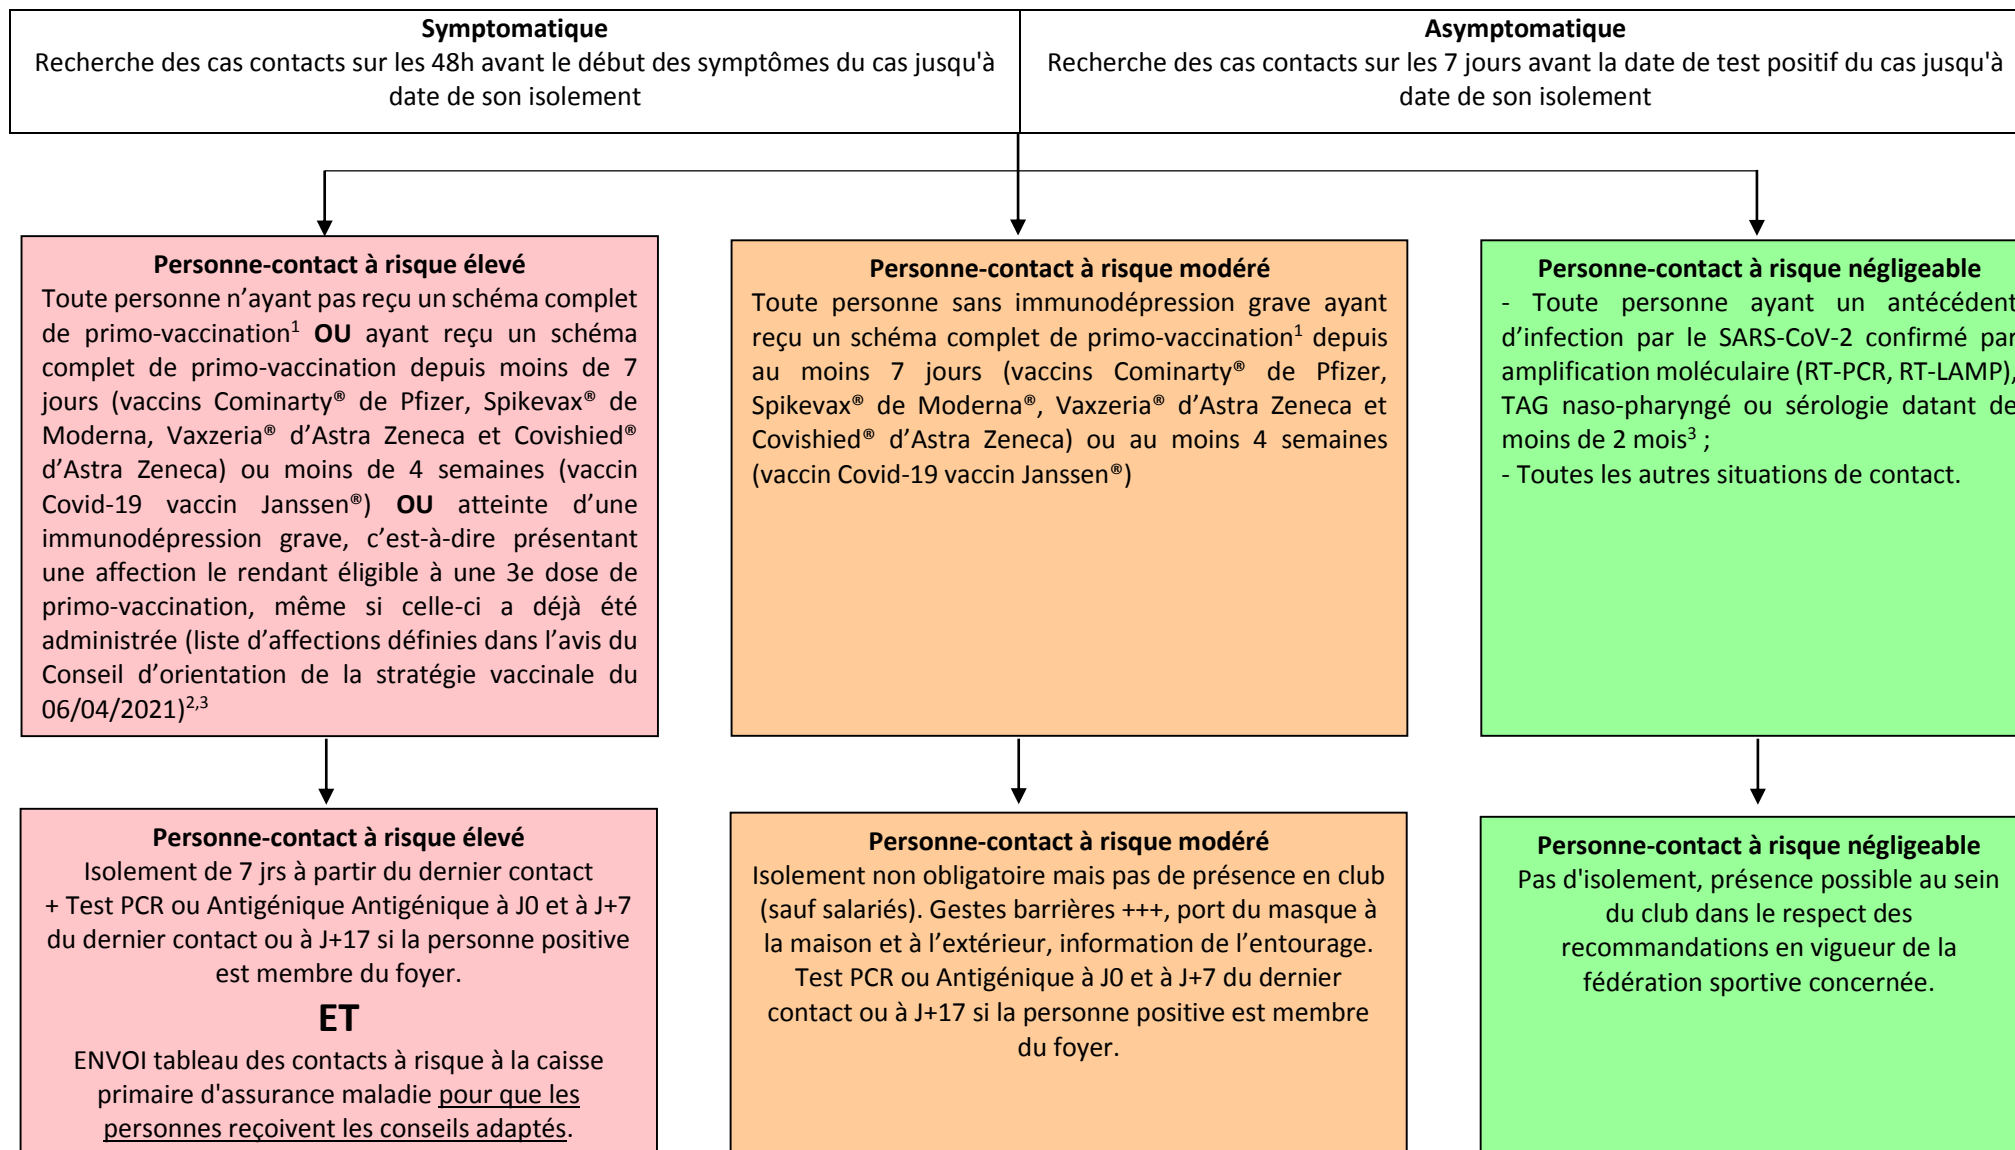 Symptomatique
Recherche des cas contacts sur les 48h avant le début des symptômes du cas jusqu'à
date de son isolement
Asymptomatique
Recherche des cas contacts sur les 7 jours avant la date de test positif du cas jusqu'à
date de son isolement
Personne-contact à risque élevé
Toute personne n’ayant pas reçu un schéma complet
de primo-vaccination1 OU ayant reçu un schéma
complet de primo-vaccination depuis moins de 7
jours (vaccins Cominarty® de Pfizer, Spikevax® de
Moderna, Vaxzeria® d’Astra Zeneca et Covishied®
d’Astra Zeneca) ou moins de 4 semaines (vaccin
Covid-19 vaccin Janssen®) OU atteinte d’une
immunodépression grave, c’est-à-dire présentant
une affection le rendant éligible à une 3e dose de
primo-vaccination, même si celle-ci a déjà été
administrée (liste d’affections définies dans l’avis du
Conseil d’orientation de la stratégie vaccinale du
06/04/2021)2,3
Personne-contact à risque modéré
Toute personne sans immunodépression grave ayant
reçu un schéma complet de primo-vaccination1 depuis
au moins 7 jours (vaccins Cominarty® de Pfizer,
Spikevax® de Moderna®, Vaxzeria® d’Astra Zeneca et
Covishied® d’Astra Zeneca) ou au moins 4 semaines
(vaccin Covid-19 vaccin Janssen®)
Personne-contact à risque négligeable
- Toute personne ayant un antécédent
d’infection par le SARS-CoV-2 confirmé par
amplification moléculaire (RT-PCR, RT-LAMP),
TAG naso-pharyngé ou sérologie datant de
moins de 2 mois3 ;
- Toutes les autres situations de contact.
Personne-contact à risque élevé
Isolement de 7 jrs à partir du dernier contact
+ Test PCR ou Antigénique Antigénique à J0 et à J+7
du dernier contact ou à J+17 si la personne positive
est membre du foyer.
ET
ENVOI tableau des contacts à risque à la caisse
primaire d'assurance maladie pour que les
personnes reçoivent les conseils adaptés.
Personne-contact à risque modéré
Isolement non obligatoire mais pas de présence en club
(sauf salariés). Gestes barrières +++, port du masque à
la maison et à l’extérieur, information de l’entourage.
Test PCR ou Antigénique à J0 et à J+7 du dernier
contact ou à J+17 si la personne positive est membre
du foyer.
Personne-contact à risque négligeable
Pas d'isolement, présence possible au sein
du club dans le respect des
recommandations en vigueur de la
fédération sportive concernée.